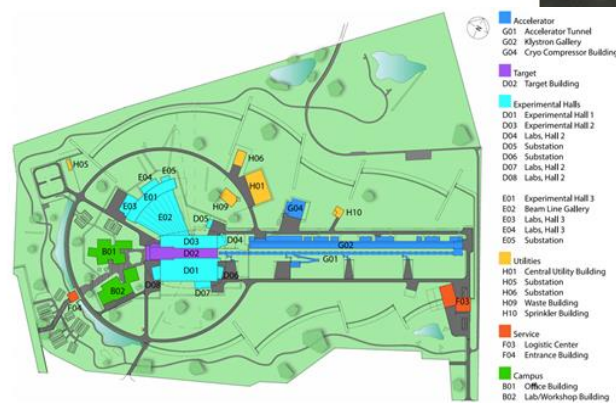 Accelerator
G01 Accelerator Tunnel
G02 Klystron Gallery
G04 Cryo Compressor Building
Target
D02 Target Building
Experimental Halls
D01 Experimental Hall 1
D03 Experimental Hall 2
D04 Labs, Hall 2
D05 Substation
D06 Substation
D07 Labs, Hall 2
D08 Labs, Hall 2
E01 Experimental Hall 3
E02 Beam Line Gallery
E03 Labs, Hall 3
E04 Labs, Hall 3
E05 Substation
Utilities
H01 Central Utility Building
H05 Substation
H06 Substation
H09 Waste Building
H10 Sprinkler Building
Service
F03 Logistic Center
F04 Entrance Building
Campus
B01 Office Building
B02 Lab/Workshop Building
N
H05
E05
E04
H06
E01
H01
E03
H09
G04
H10
E02
D05
D03
D04
G02
B01
D02
G01
D01
D06
B02
D08
D07
F04
F03